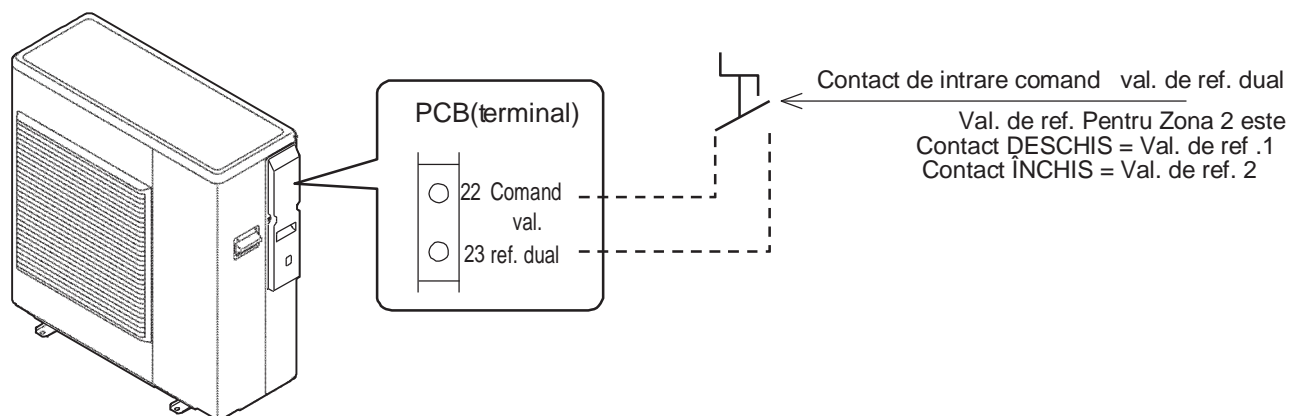 PCB(terminal)
22 Comand
val.
23 ref. dual
Contact de intrare comand val. de ref. dual
Val. de ref. Pentru Zona 2 este
Contact DESCHIS = Val. de ref .1
Contact ÎNCHIS = Val. de ref. 2